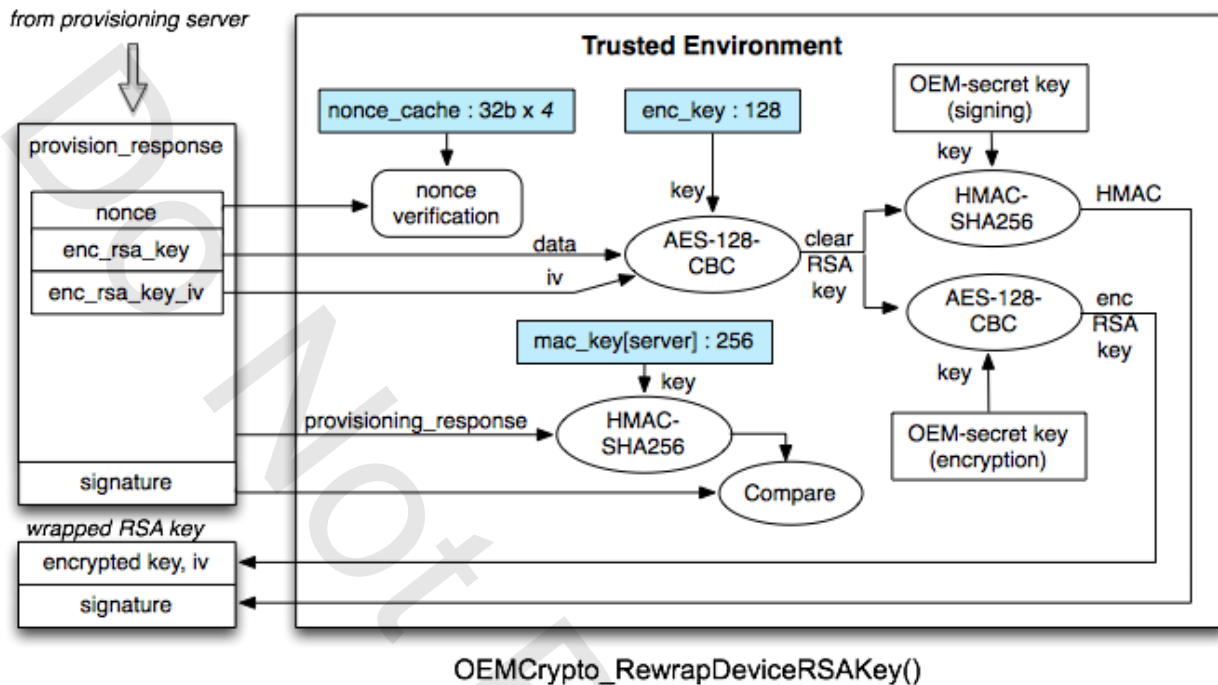 from provisioning server
Trusted Environment
provision_response
nonce
enc_rsa_key
enc_rsa_key_iv
signature
wrapped RSA key
encrypted key, iv
signature
nonce_cache : 32b x 4
nonce
verification
enc_key : 128
key
data
iv
AES-128-
CBC
clear
RSA
key
OEM-secret key
(signing)
key
HMAC-
SHA256
HMAC
AES-128-
CBC
enc
RSA
key
key
OEM-secret key
(encryption)
mac_key[server] : 256
key
provisioning_response
HMAC-
SHA256
Compare
OEMCrypto_RewrapDeviceRSAKey()
Do Not